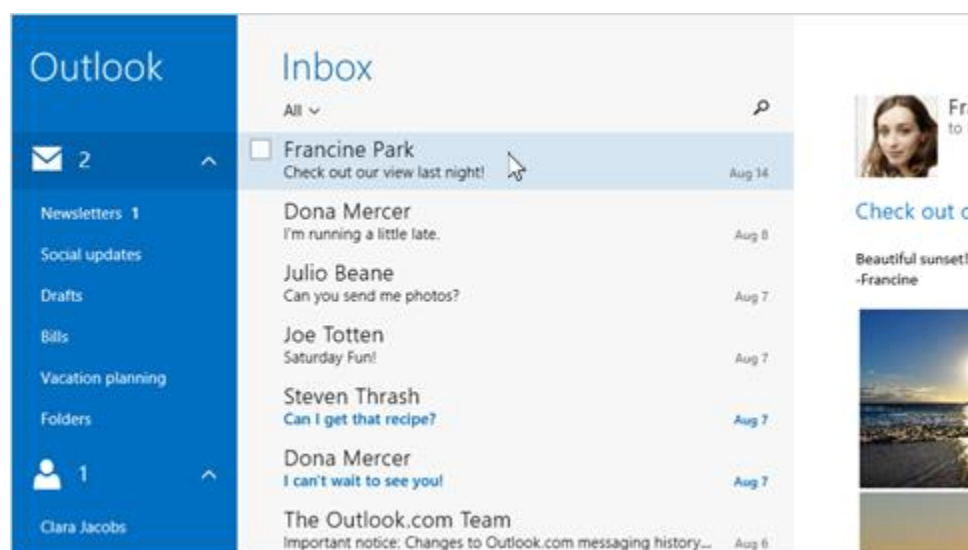 Outlook
2
Newsletters 1
Social updates
Drafts
Bills
Vacation planning
Folders
1
Clara Jacobs
Inbox
All
Francine Park
Check out our view last night! Aug 14
Dona Mercer
I'm running a little late. Aug 8
Julio Beane
Can you send me photos? Aug 7
Joe Totten
Saturday Fun! Aug 7
Steven Thrash
Can I get that recipe? Aug 7
Dona Mercer
I can't wait to see you! Aug 7
The Outlook.com Team
Important notice: Changes to Outlook.com messaging history... Aug 6
Fra
to
Check out o
Beautiful sunset!
-Francine